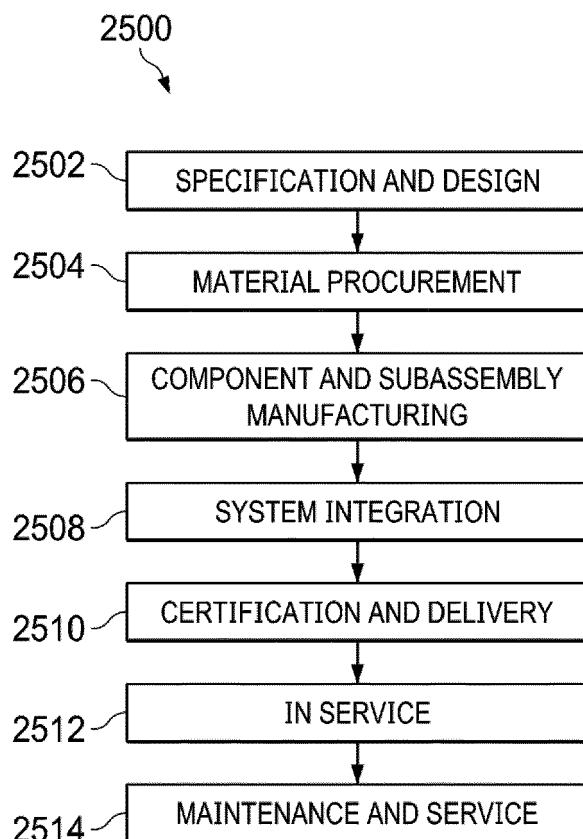 2500
2502
SPECIFICATION AND DESIGN
2504
MATERIAL PROCUREMENT
2506
COMPONENT AND SUBASSEMBLY
MANUFACTURING
2508
SYSTEM INTEGRATION
2510
CERTIFICATION AND DELIVERY
2512
IN SERVICE
2514
MAINTENANCE AND SERVICE